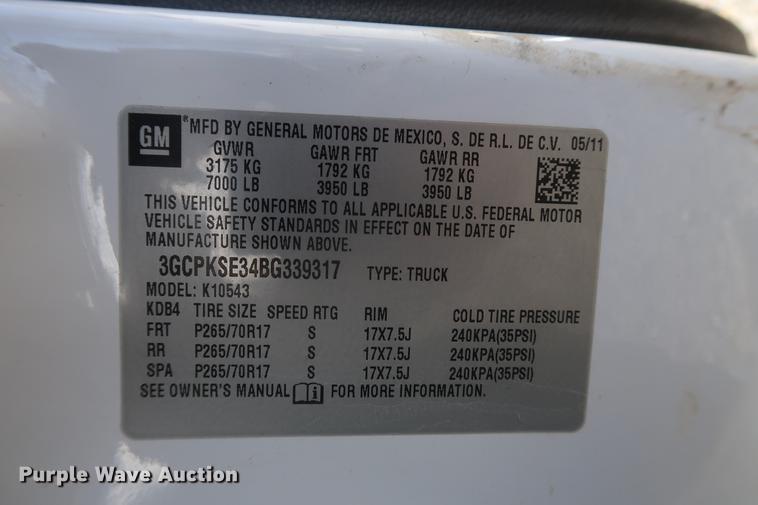 GM ® MFD BY GENERAL MOTORS DE MEXICO, S. DE R.L. DE C.V. 05/11
GVWR GAWR FRT GAWR RR
3175 KG 1792 KG 1792 KG
7000 LB 3950 LB 3950 LB
THIS VEHICLE CONFORMS TO ALL APPLICABLE U.S. FEDERAL MOTOR
VEHICLE SAFETY STANDARDS IN EFFECT ON THE DATE OF
MANUFACTURE SHOWN ABOVE.
3GCPKSE34BG339317 TYPE: TRUCK
MODEL: K10543
KDB4 TIRE SIZE SPEED RTG RIM COLD TIRE PRESSURE
FRT P265/70R17 S 17X7.5J 240KPA(35PSI)
RR P265/70R17 S 17X7.5J 240KPA(35PSI)
SPA P265/70R17 S 17X7.5J 240KPA(35PSI)
SEE OWNER'S MANUAL i FOR MORE INFORMATION.
Purple Wave Auction